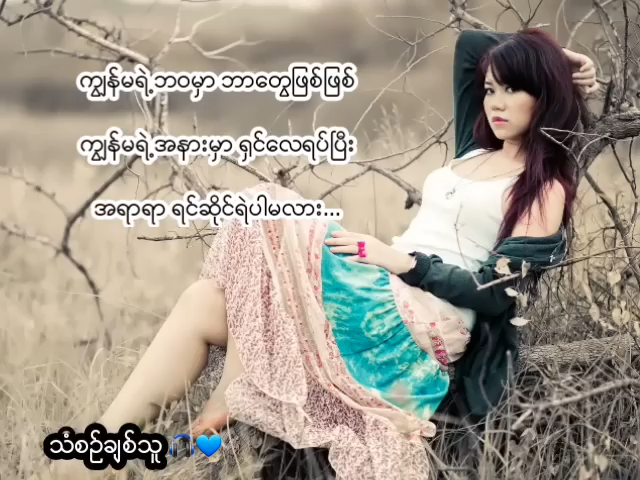 ကျွန်မရဲ့ဘဝမှာ ဘာတွေဖြစ်ဖြစ်
ကျွန်မရဲ့အနားမှာ ရှင်လေရပ်ပြီး
အရာရာ ရင်ဆိုင်ရဲပါမလား...
သံစဉ်ချစ်သူ 🎧💙